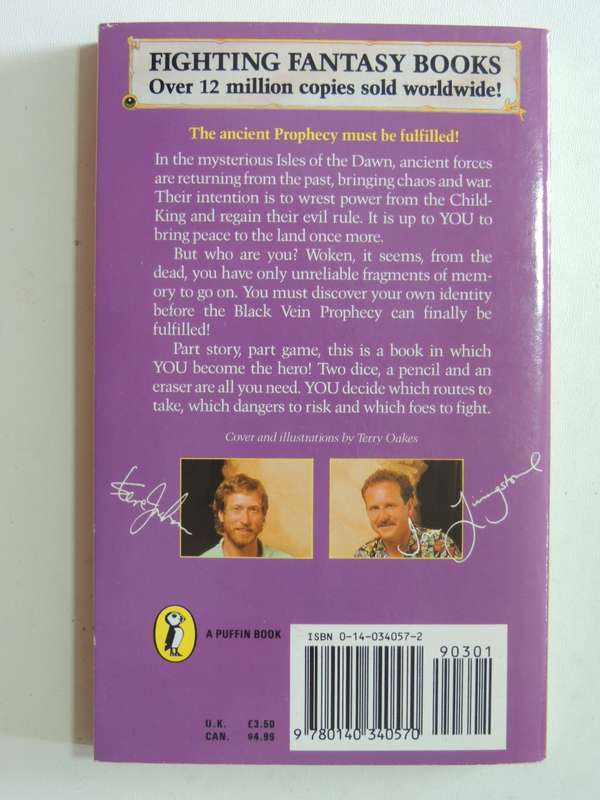 FIGHTING FANTASY BOOKS
Over 12 million copies sold worldwide!
The ancient Prophecy must be fulfilled!
In the mysterious Isles of the Dawn, ancient forces
are returning from the past, bringing chaos and war.
Their intention is to wrest power from the Child-
King and regain their evil rule. It is up to YOU to
bring peace to the land once more.
But who are you? Woken, it seems, from the
dead, you have only unreliable fragments of mem-
ory to go on. You must discover your own identity
before the Black Vein Prophecy can finally be
fulfilled!
Part story, part game, this is a book in which
YOU become the hero! Two dice, a pencil and an
eraser are all you need. YOU decide which routes to
take, which dangers to risk and which foes to fight.
Cover and illustrations by Terry Oakes
Steve Jackson
Ian Livingstone
A PUFFIN BOOK
ISBN 0-14-034057-2
90301
U.K. £3.50
CAN. $4.99
9 780140 340570